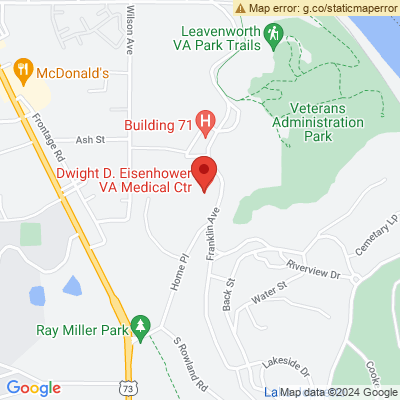 Map error: g.co/staticmaperror
Leavenworth
VA Park Trails
Wilson Ave
McDonald's
Veterans
Administration
Park
Building 71
H
Ash St
Frontage Rd
Dwight D. Eisenhower
VA Medical Ctr
Franklin Ave
Cemetary Lp
Home Pl
Riverview Dr
Back St
Water St
Ray Miller Park
S Rowland Rd
Lakeside Dr
Cooke
73
Google
La
Map data ©2024 Google